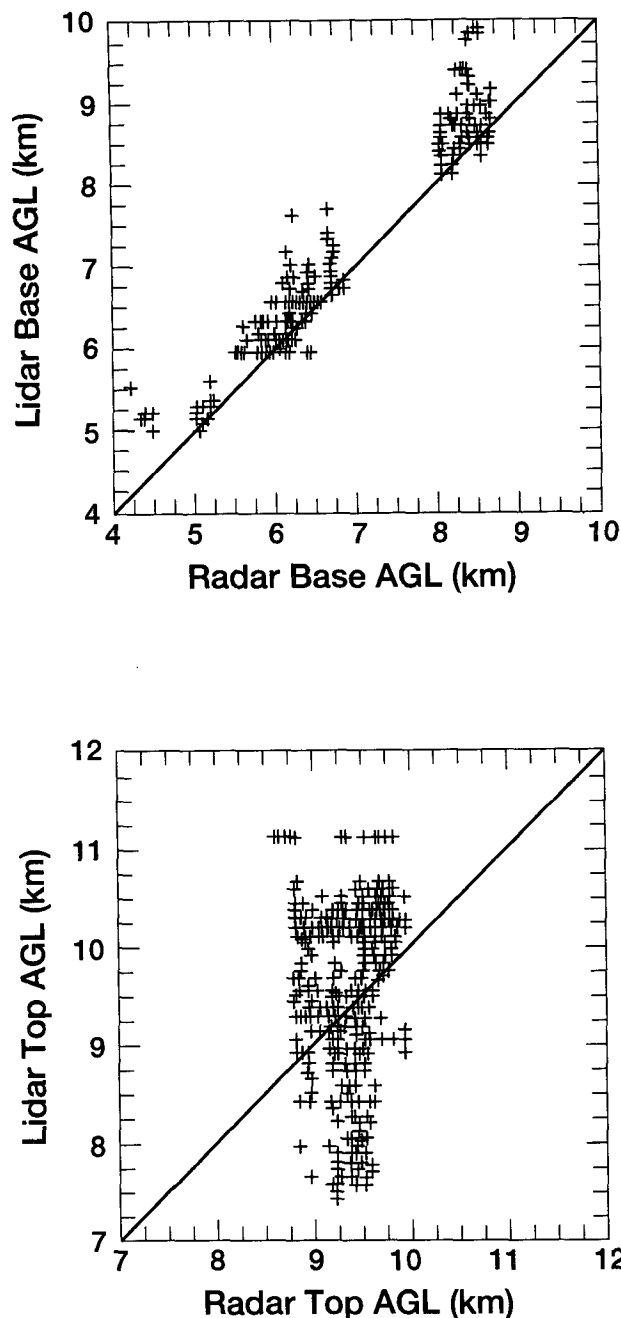 10
9
8
7
6
5
4
Lidar Base AGL (km)
4 5 6 7 8 9 10
Radar Base AGL (km)
12
11
10
9
8
7
Lidar Top AGL (km)
7 8 9 10 11 12
Radar Top AGL (km)